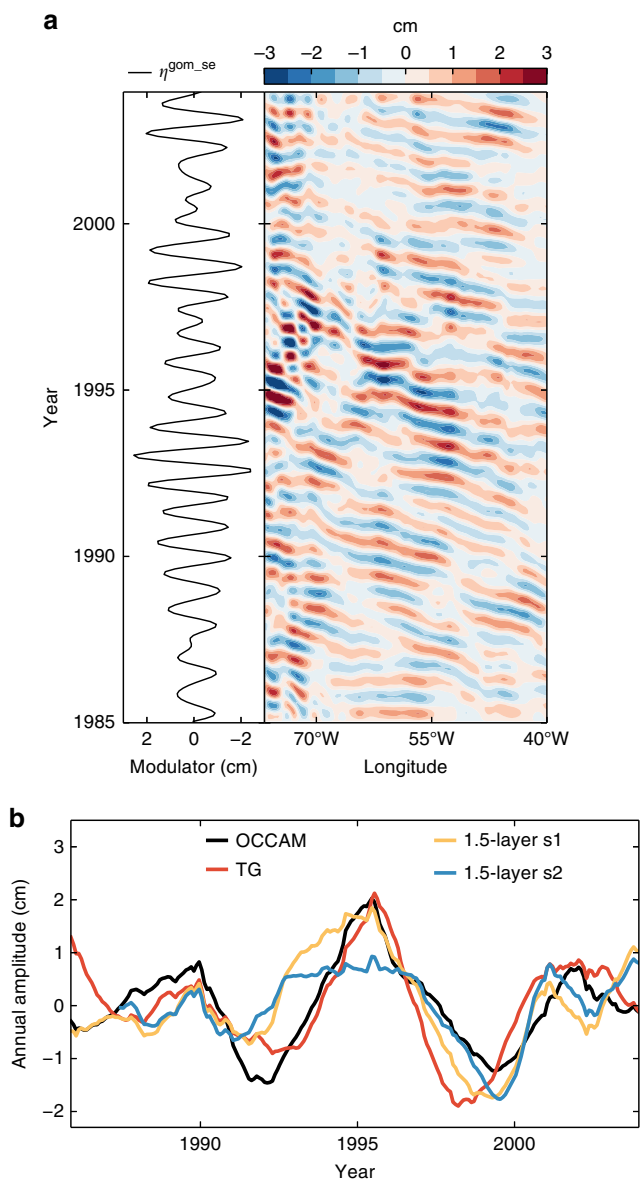 a
cm
η^gom_se
−3 −2 −1 0 1 2 3
2000
1995
1990
1985
Year
2 0 −2
70°W 55°W 40°W
Modulator (cm)
Longitude
b
3
2
1
0
−1
−2
Annual amplitude (cm)
OCCAM
TG
1.5-layer s1
1.5-layer s2
1990 1995 2000
Year